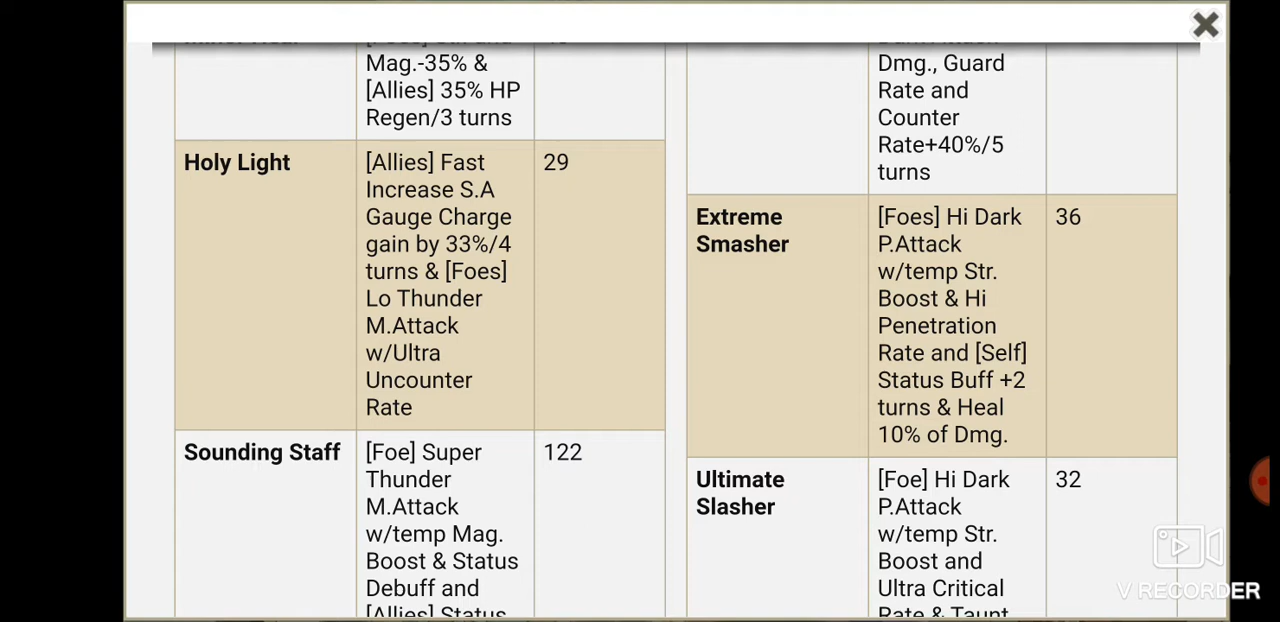 Mag.-35% &
[Allies] 35% HP
Regen/3 turns
Holy Light
[Allies] Fast
Increase S.A
Gauge Charge
gain by 33%/4
turns & [Foes]
Lo Thunder
M.Attack
w/Ultra
Uncounter
Rate
29
Sounding Staff
[Foe] Super
Thunder
M.Attack
w/temp Mag.
Boost & Status
Debuff and
[Allies] Status
122
Dmg., Guard
Rate and
Counter
Rate+40%/5
turns
Extreme
Smasher
[Foes] Hi Dark
P.Attack
w/temp Str.
Boost & Hi
Penetration
Rate and [Self]
Status Buff +2
turns & Heal
10% of Dmg.
36
Ultimate
Slasher
[Foe] Hi Dark
P.Attack
w/temp Str.
Boost and
Ultra Critical
Rate & Taunt
32
V RECORDER